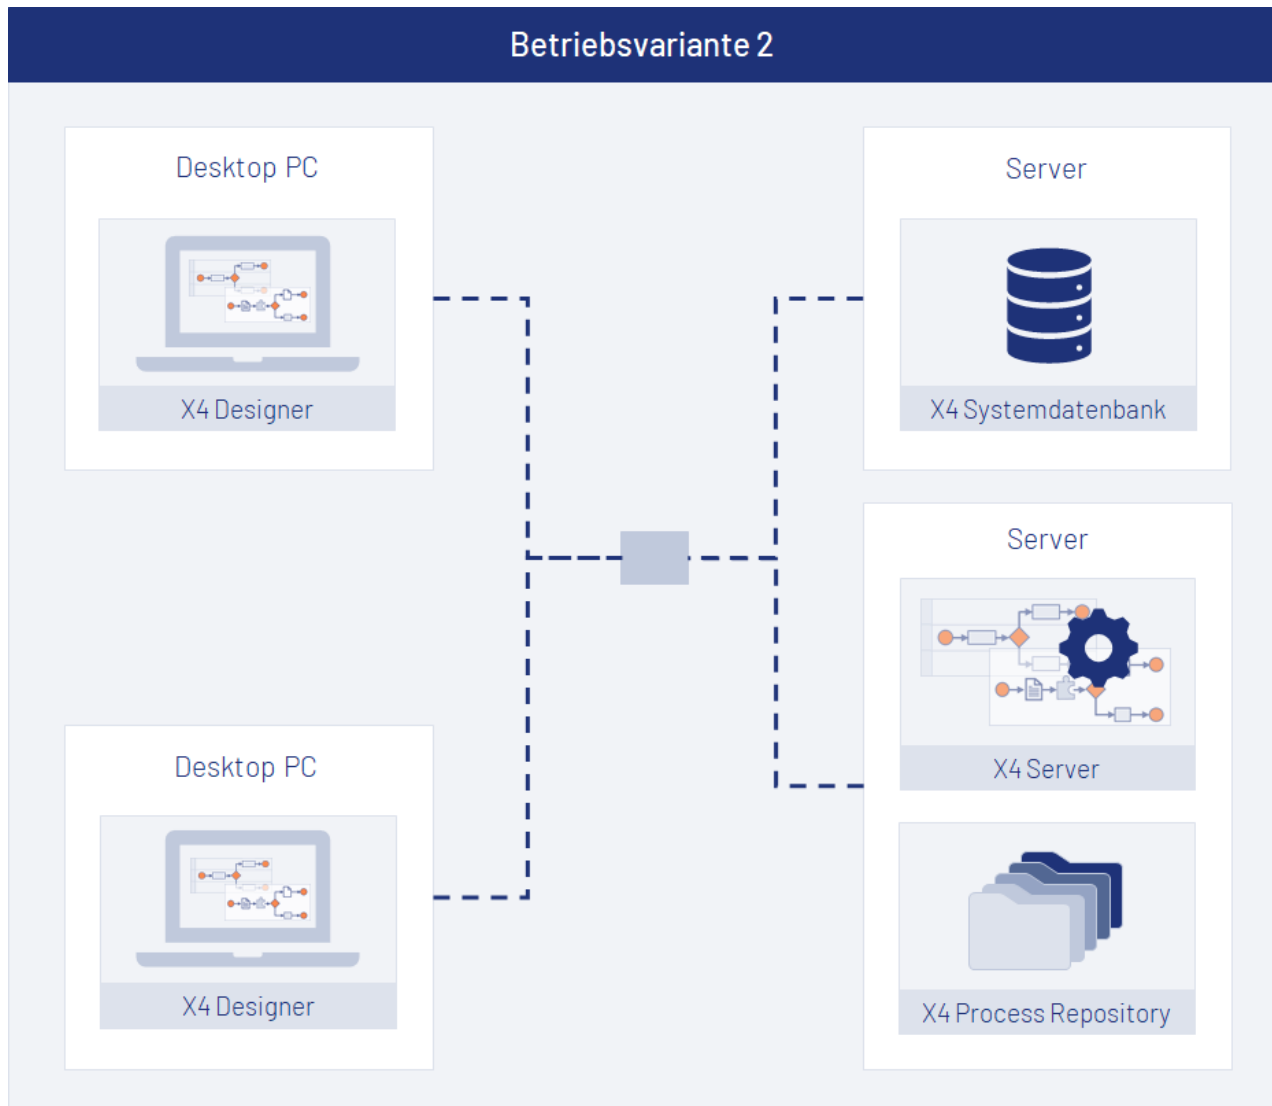 Betriebsvariante 2
Desktop PC
X4 Designer
Server
X4 Systemdatenbank
Server
X4 Server
X4 Process Repository
Desktop PC
X4 Designer